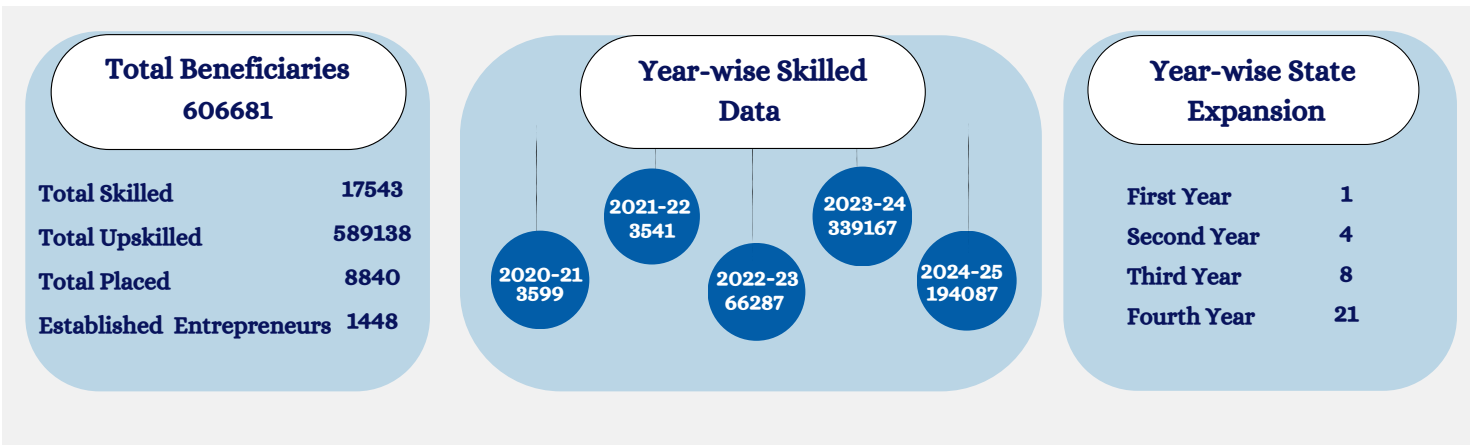 Total Beneficiaries
606681
Total Skilled 17543
Total Upskilled 589138
Total Placed 8840
Established Entrepreneurs 1448
Year-wise Skilled
Data
2020-21
3599
2021-22
3541
2022-23
66287
2023-24
339167
2024-25
194087
Year-wise State
Expansion
First Year 1
Second Year 4
Third Year 8
Fourth Year 21